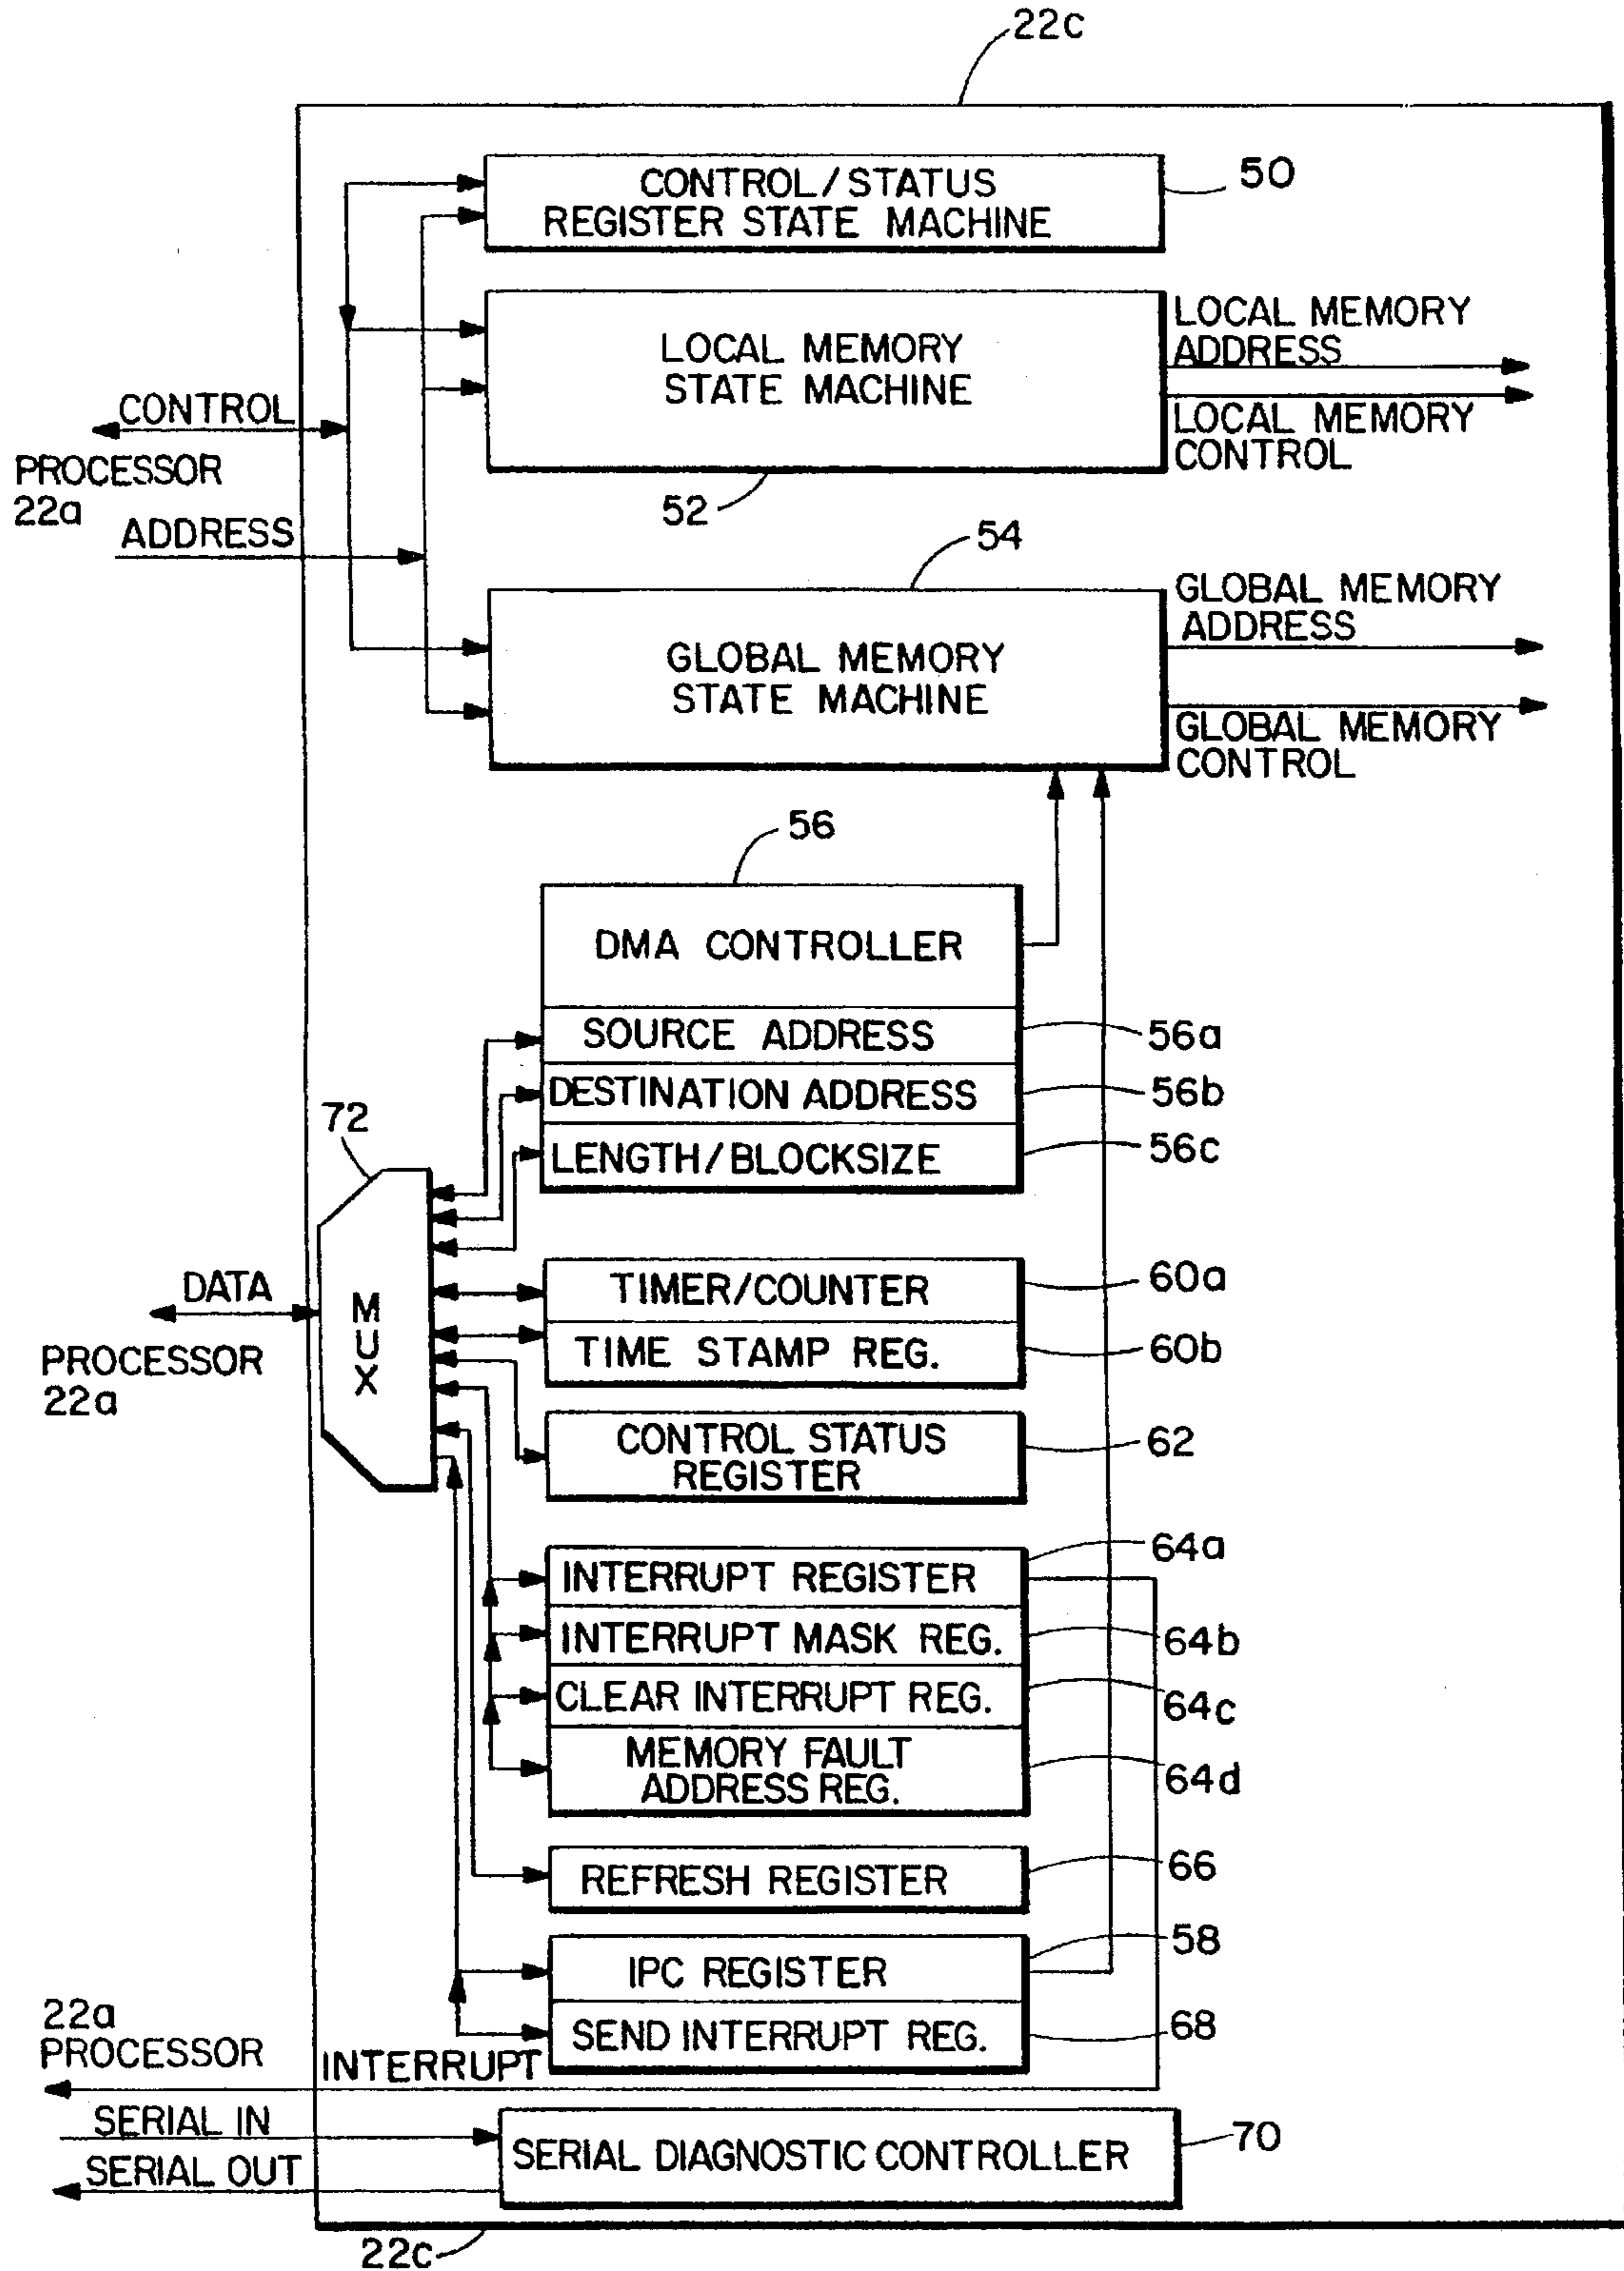 22c
CONTROL/STATUS
REGISTER STATE MACHINE
50
LOCAL MEMORY
STATE MACHINE
52
LOCAL MEMORY
ADDRESS
LOCAL MEMORY
CONTROL
CONTROL
PROCESSOR
22a
ADDRESS
54
GLOBAL MEMORY
STATE MACHINE
GLOBAL MEMORY
ADDRESS
GLOBAL MEMORY
CONTROL
56
DMA CONTROLLER
SOURCE ADDRESS
56a
DESTINATION ADDRESS
56b
LENGTH/BLOCKSIZE
56c
72
MUX
DATA
PROCESSOR
22a
TIMER/COUNTER
60a
TIME STAMP REG.
60b
CONTROL STATUS
REGISTER
62
INTERRUPT REGISTER
64a
INTERRUPT MASK REG.
64b
CLEAR INTERRUPT REG.
64c
MEMORY FAULT
ADDRESS REG.
64d
REFRESH REGISTER
66
IPC REGISTER
58
SEND INTERRUPT REG.
68
22a
PROCESSOR
INTERRUPT
SERIAL IN
SERIAL OUT
SERIAL DIAGNOSTIC CONTROLLER
70
22c